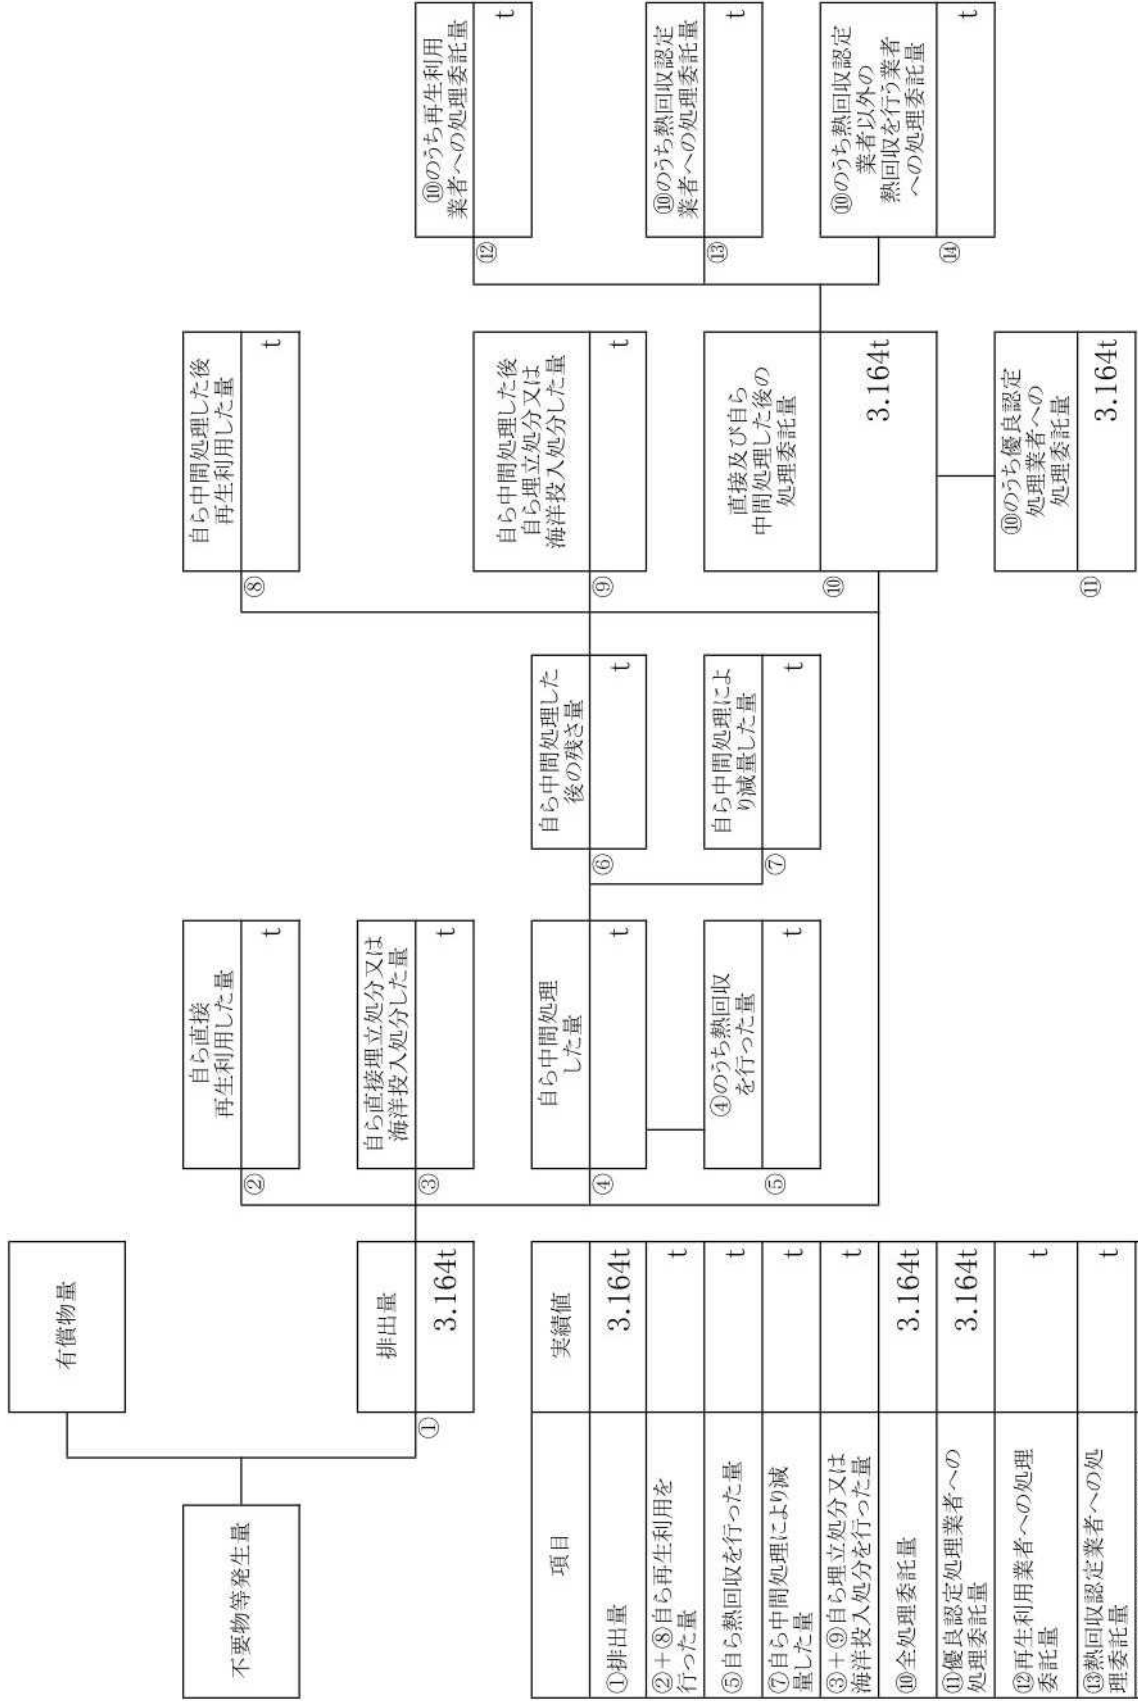 有償物量
不要物等発生量
排出量
①
3.164t
自ら直接
再生利用した量
②
t
自ら直接埋立処分又は
海洋投入処分した量
③
t
自ら中間処理
した量
④
t
④のうち熱回収
を行った量
⑤
t
自ら中間処理した
後の残さ量
⑥
t
自ら中間処理によ
り減量した量
⑦
t
自ら中間処理した後
再生利用した量
⑧
t
自ら中間処理した後
自ら埋立処分又は
海洋投入処分した量
⑨
t
直接及び自ら
中間処理した後の
処理委託量
⑩
3.164t
⑩のうち優良認定
処理業者への
処理委託量
⑪
3.164t
⑩のうち再生利用
業者への処理委託量
⑫
t
⑩のうち熱回収認定
業者への処理委託量
⑬
t
⑩のうち熱回収認定
業者以外の
熱回収を行う業者
への処理委託量
⑭
t
項目 実績値
①排出量 3.164t
②+⑧自ら再生利用を
行った量 t
⑤自ら熱回収を行った量 t
⑦自ら中間処理により減
量した量 t
③+⑨自ら埋立処分又は
海洋投入処分を行った量 t
⑩全処理委託量 3.164t
⑪優良認定処理業者への
処理委託量 3.164t
⑫再生利用業者への処理
委託量 t
⑬熱回収認定業者への処
理委託量 t